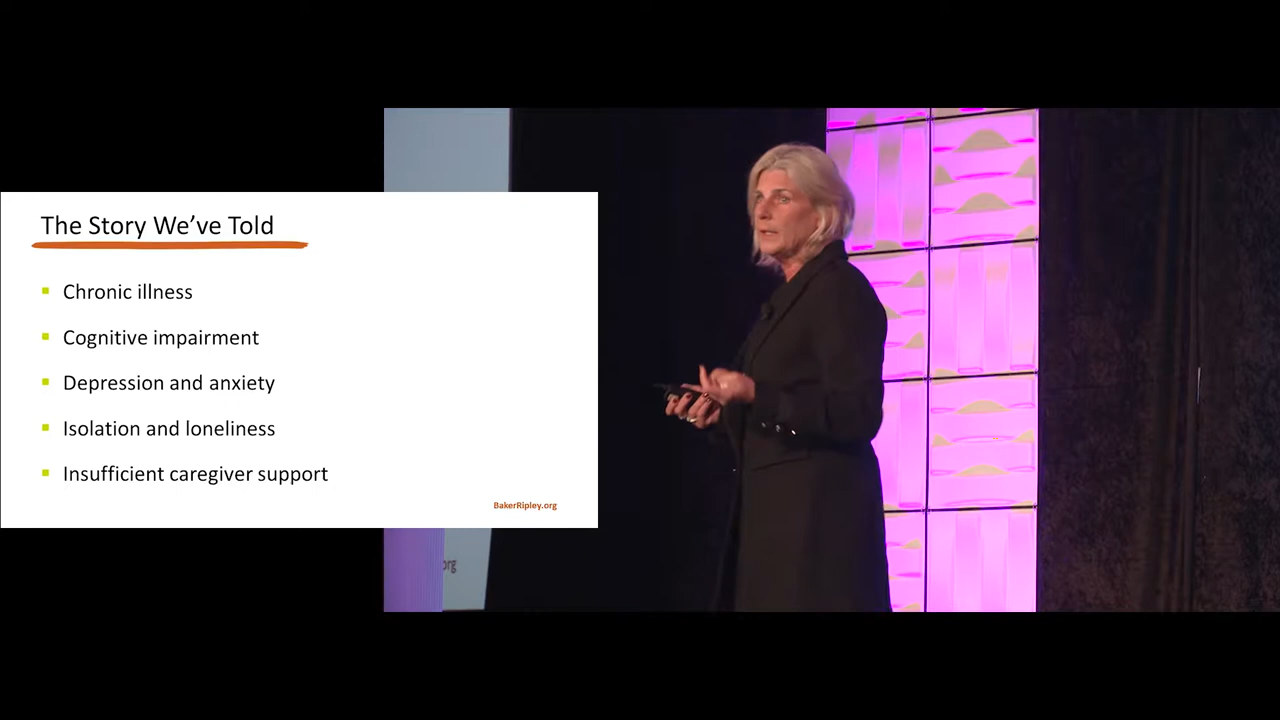 The Story We’ve Told
Chronic illness
Cognitive impairment
Depression and anxiety
Isolation and loneliness
Insufficient caregiver support
BakerRipley.org
org